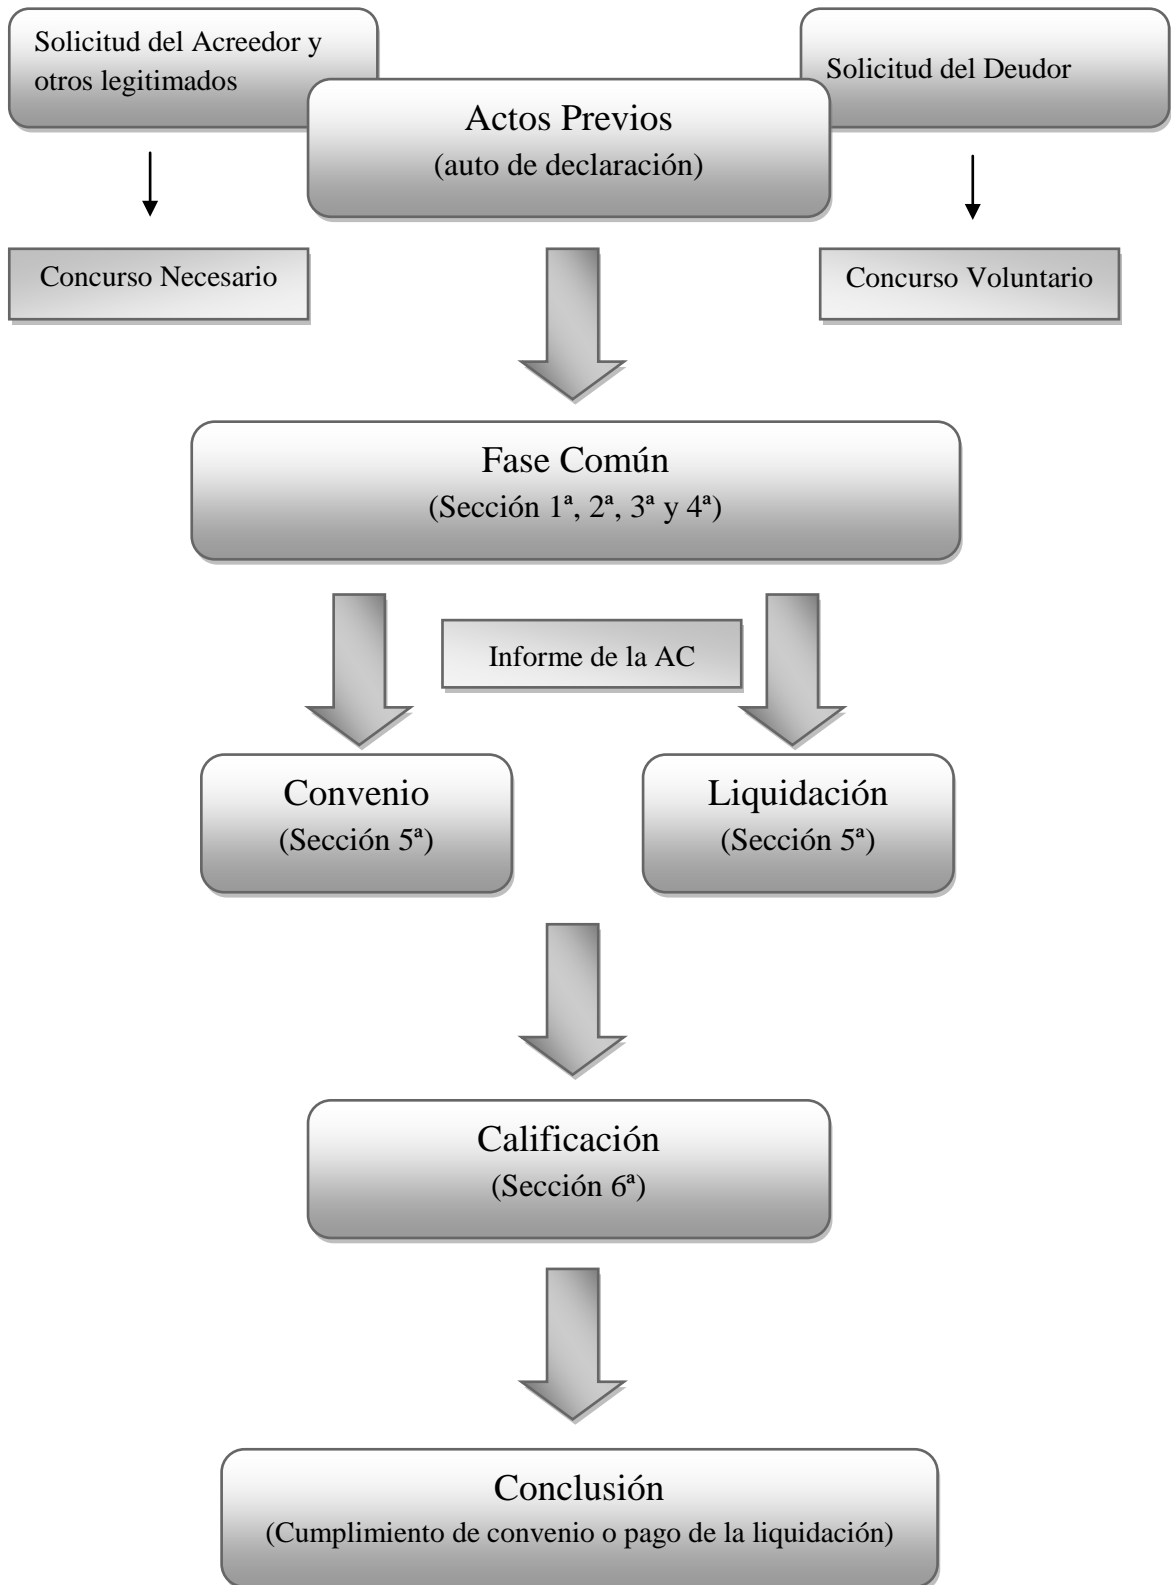 Solicitud del Acreedor y
otros legitimados
Solicitud del Deudor
Actos Previos
(auto de declaración)
Concurso Necesario
Concurso Voluntario
Fase Común
(Sección 1ª, 2ª, 3ª y 4ª)
Informe de la AC
Convenio
(Sección 5ª)
Liquidación
(Sección 5ª)
Calificación
(Sección 6ª)
Conclusión
(Cumplimiento de convenio o pago de la liquidación)